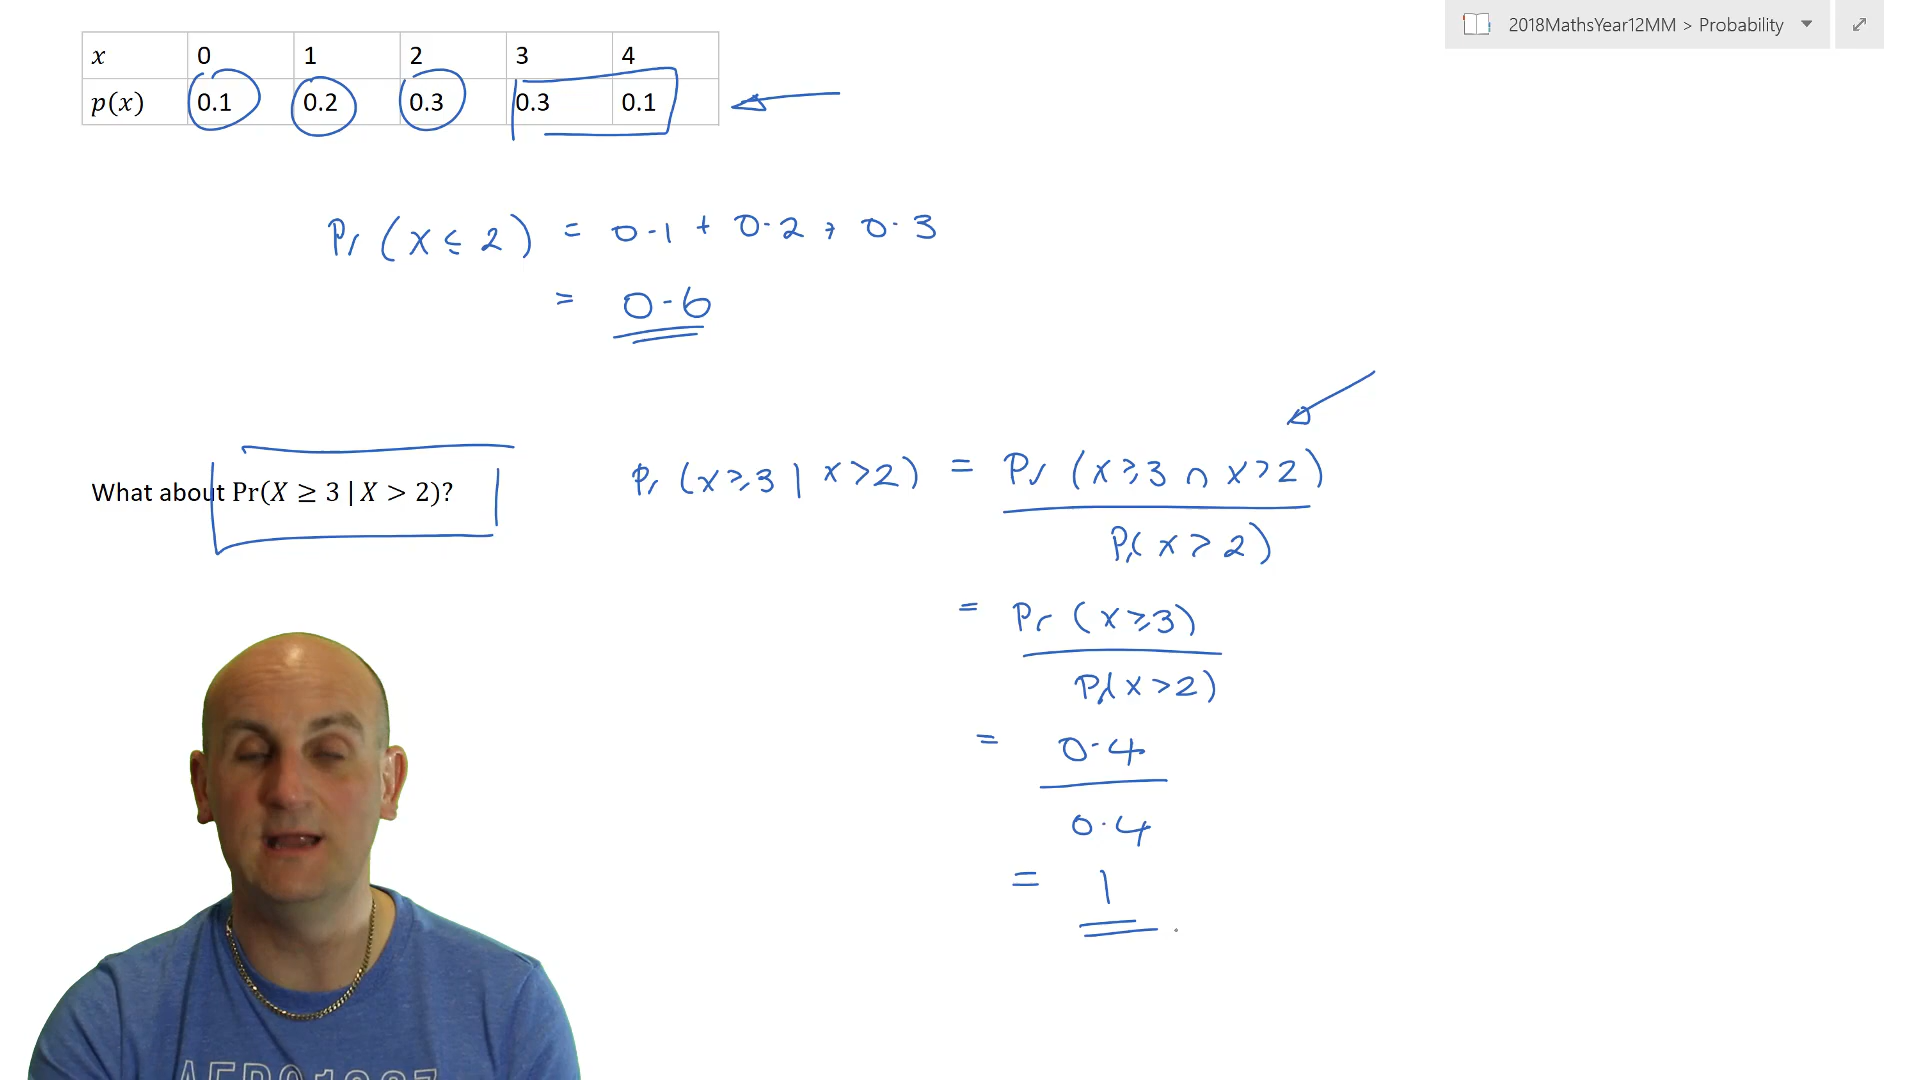 2018MathsYear12MM > Probability
x 0 1 2 3 4
p(x) 0.1 0.2 0.3 0.3 0.1
Pr (X ≤ 2) = 0.1 + 0.2 + 0.3
= 0.6
What about Pr(X ≥ 3 | X > 2)?
Pr (X ≥ 3 | X > 2) = Pr (X ≥ 3 ∩ X > 2)
Pr (X > 2)
= Pr (X ≥ 3)
Pr (X > 2)
= 0.4
0.4
= 1